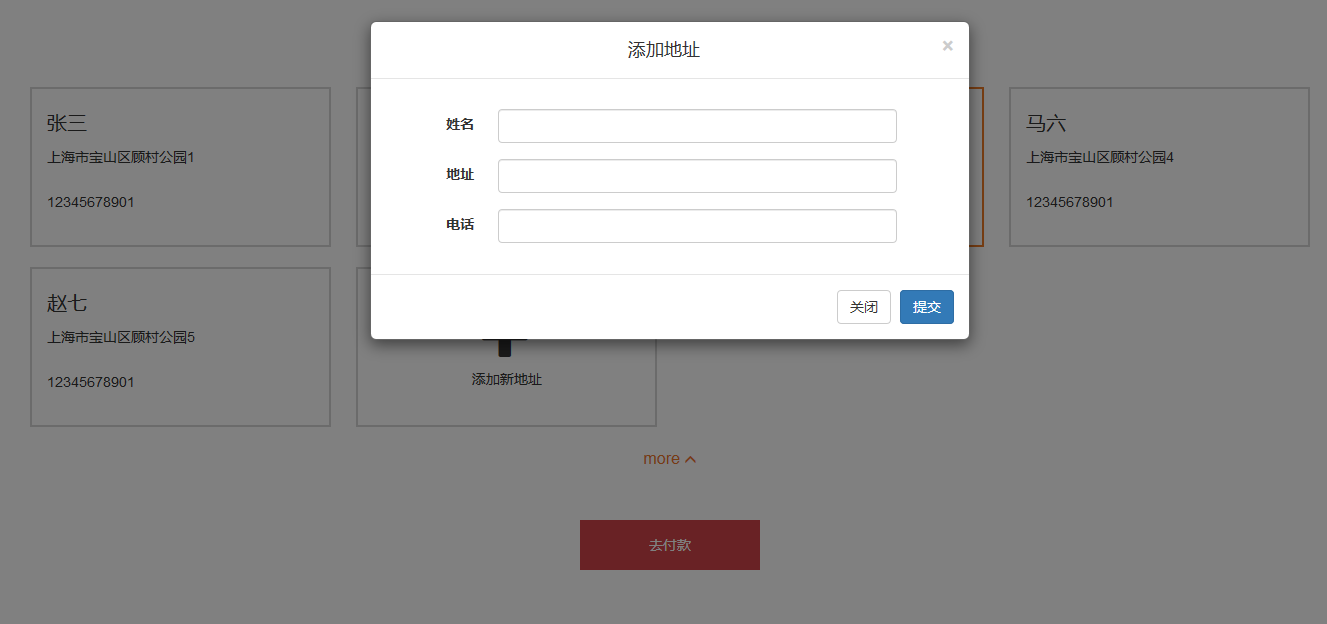 添加地址
×
姓名
地址
电话
关闭
提交
张三
上海市宝山区顾村公园1
12345678901
马六
上海市宝山区顾村公园4
12345678901
赵七
上海市宝山区顾村公园5
12345678901
添加新地址
more
去付款